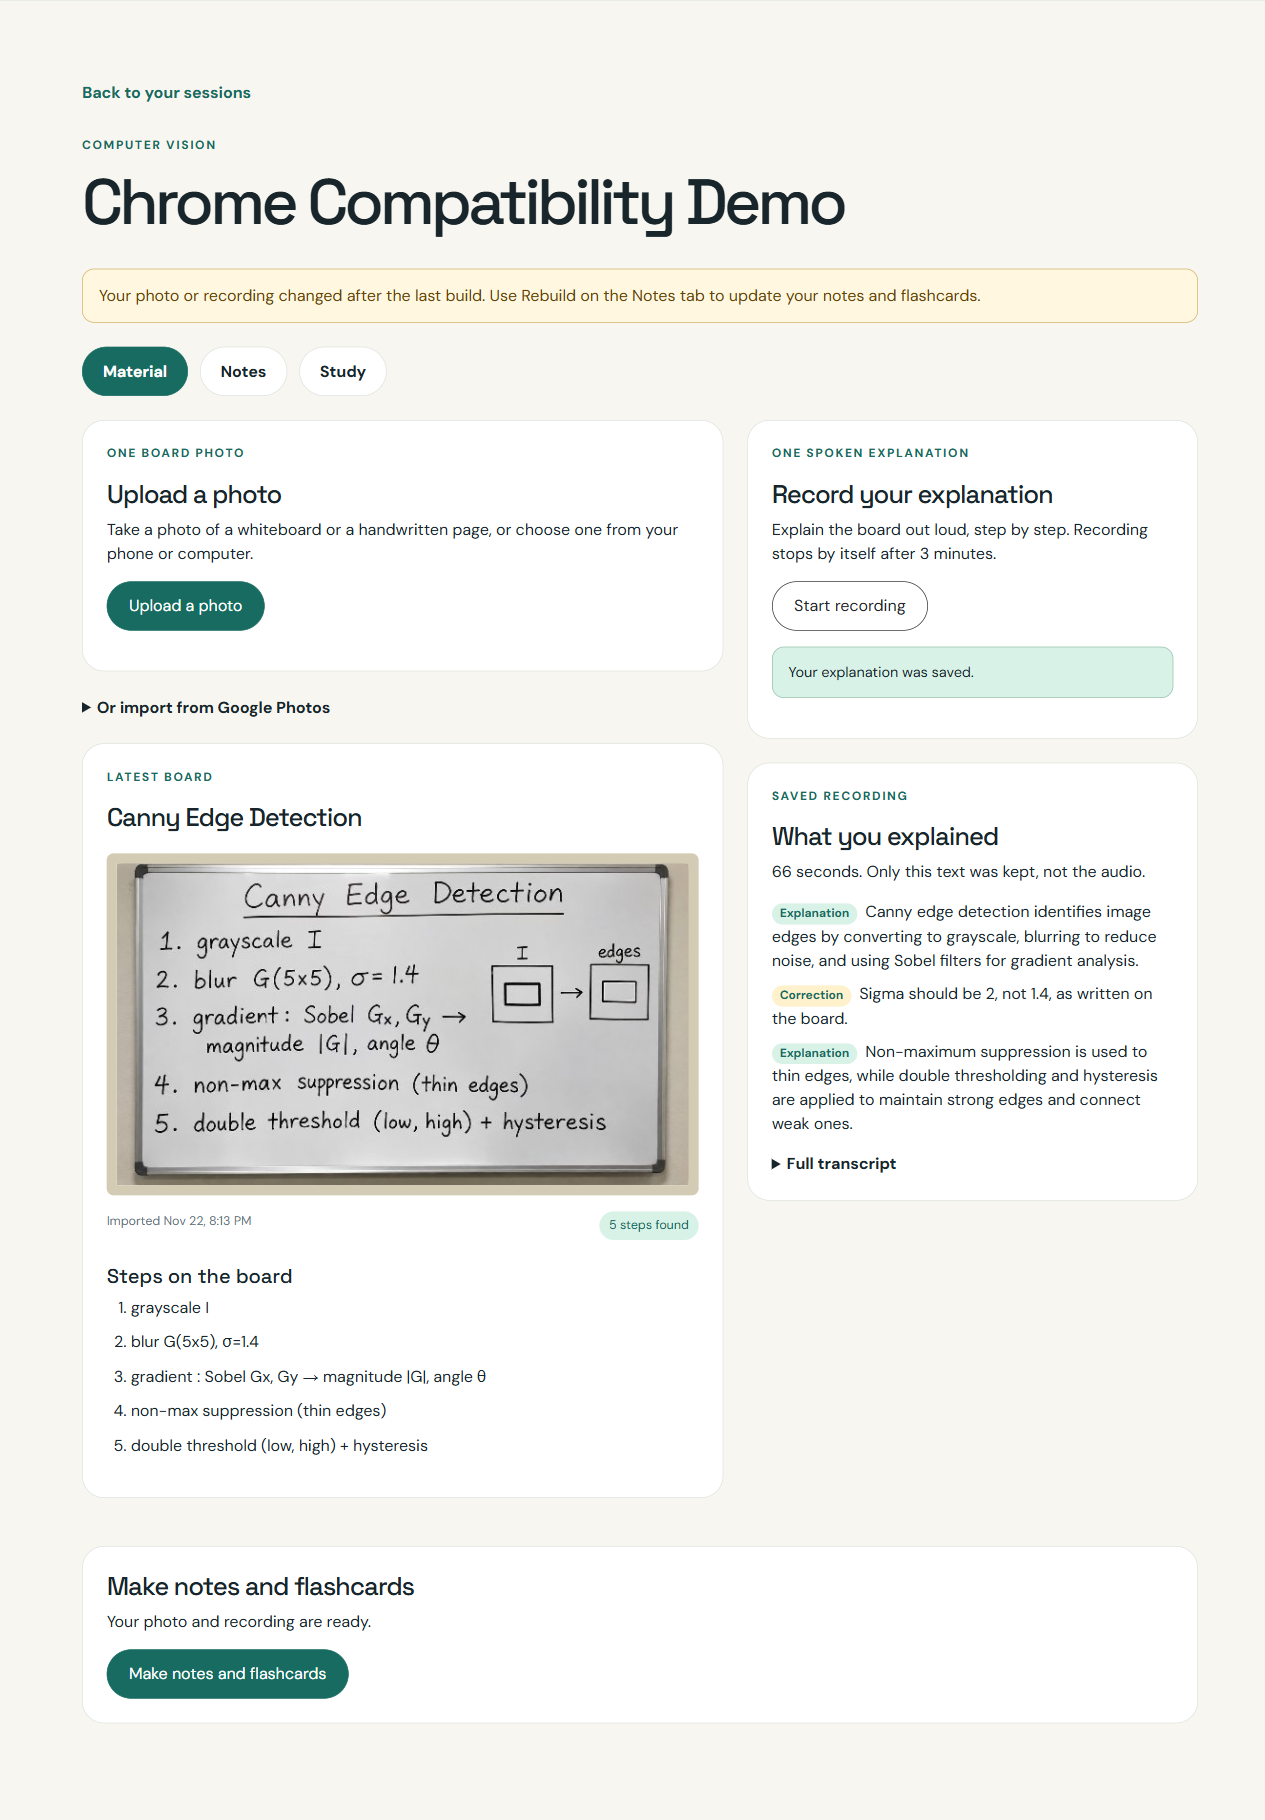 Back to your sessions
COMPUTER VISION
Chrome Compatibility Demo
Your photo or recording changed after the last build. Use Rebuild on the Notes tab to update your notes and flashcards.
Material
Notes
Study
ONE BOARD PHOTO
Upload a photo
Take a photo of a whiteboard or a handwritten page, or choose one from your
phone or computer.
Upload a photo
Or import from Google Photos
LATEST BOARD
Canny Edge Detection
Canny Edge Detection
1. grayscale I
2. blur G(5x5), σ=1.4
3. gradient: Sobel Gx, Gy →
magnitude |G|, angle θ
4. non-max suppression (thin edges)
5. double threshold (low, high) + hysteresis
I → edges
Imported Nov 22, 8:13 PM
5 steps found
Steps on the board
1. grayscale I
2. blur G(5x5), σ=1.4
3. gradient : Sobel Gx, Gy → magnitude |G|, angle θ
4. non-max suppression (thin edges)
5. double threshold (low, high) + hysteresis
ONE SPOKEN EXPLANATION
Record your explanation
Explain the board out loud, step by step. Recording
stops by itself after 3 minutes.
Start recording
Your explanation was saved.
SAVED RECORDING
What you explained
66 seconds. Only this text was kept, not the audio.
Explanation Canny edge detection identifies image
edges by converting to grayscale, blurring to reduce
noise, and using Sobel filters for gradient analysis.
Correction Sigma should be 2, not 1.4, as written on
the board.
Explanation Non-maximum suppression is used to
thin edges, while double thresholding and hysteresis
are applied to maintain strong edges and connect
weak ones.
Full transcript
Make notes and flashcards
Your photo and recording are ready.
Make notes and flashcards